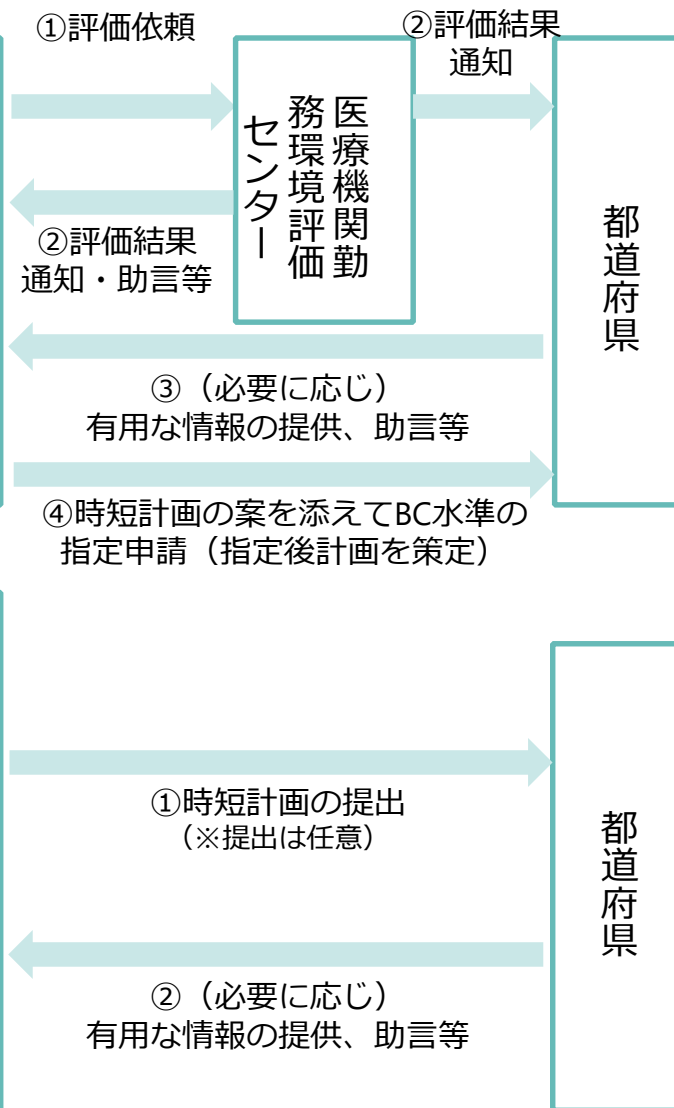 ①評価依頼
②評価結果
通知
医療機関勤
務環境評価
センター
②評価結果
通知・助言等
都道府県
③（必要に応じ）
有用な情報の提供、助言等
④時短計画の案を添えてBC水準の
指定申請（指定後計画を策定）
①時短計画の提出
（※提出は任意）
都道府県
②（必要に応じ）
有用な情報の提供、助言等